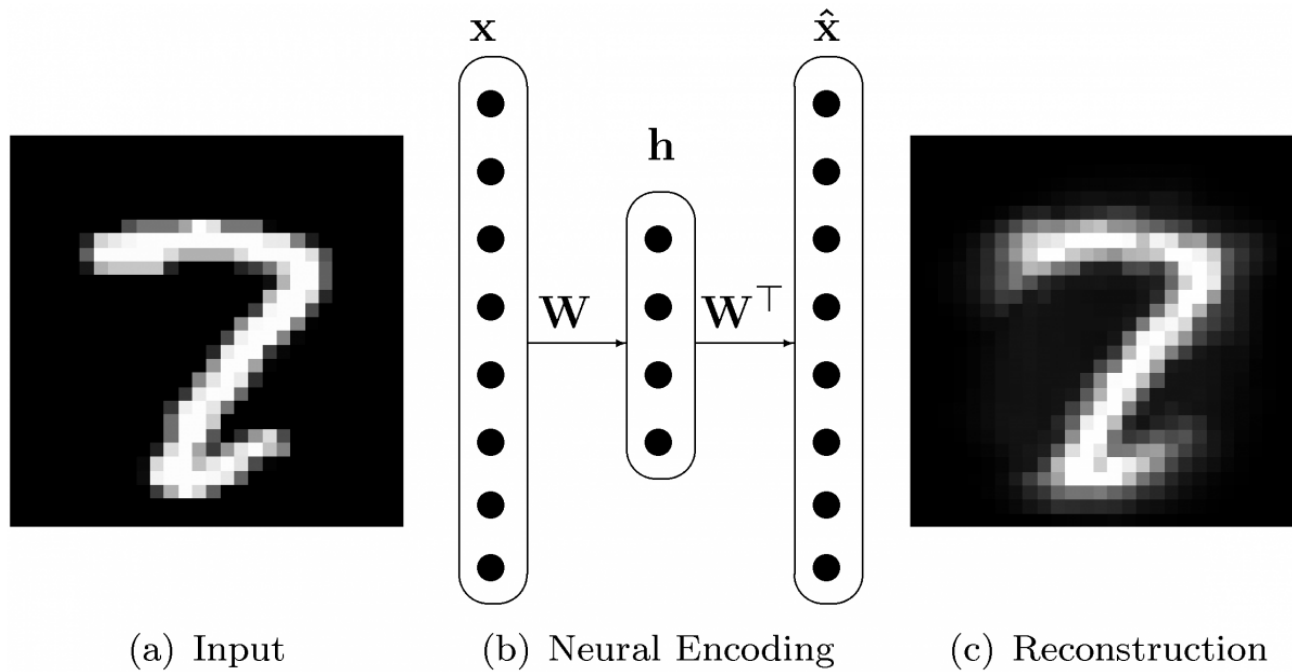 x
x̂
h
W
W⊤
(a) Input
(b) Neural Encoding
(c) Reconstruction